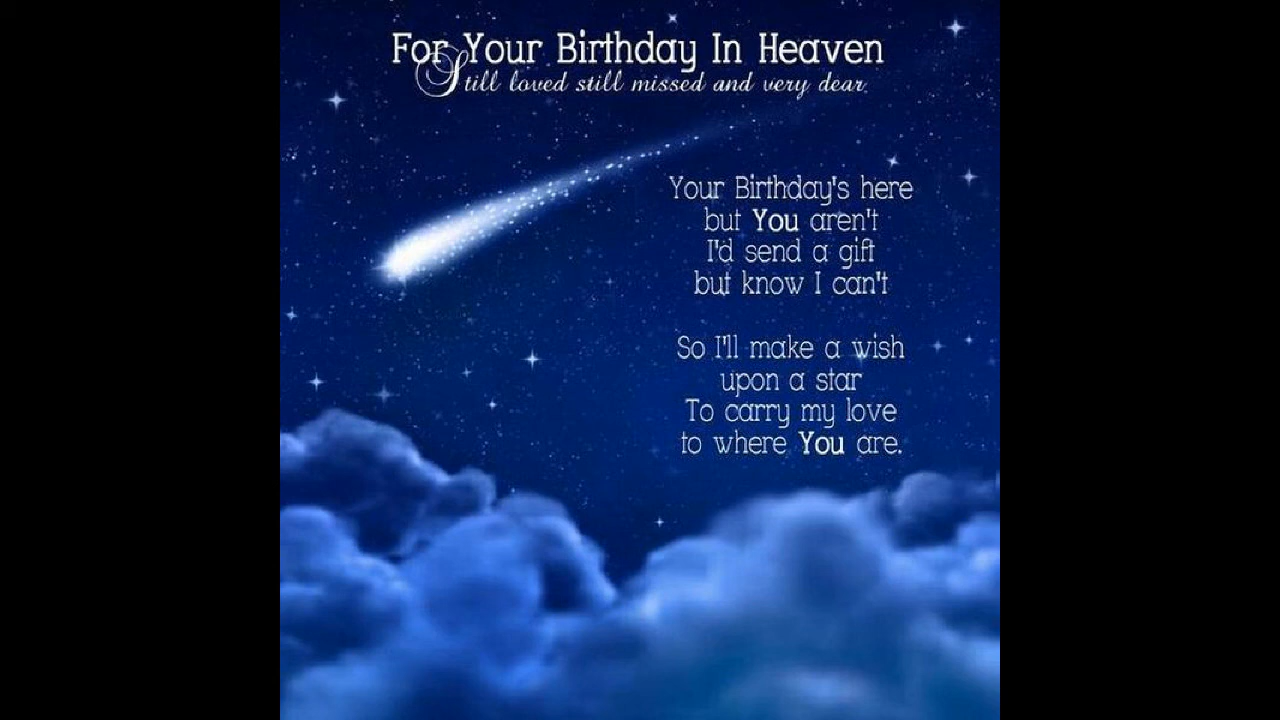 For Your Birthday In Heaven
Still loved still missed and very dear.
Your Birthday's here
but You aren't
I'd send a gift
but know I can't
So I'll make a wish
upon a star
To carry my love
to where You are.